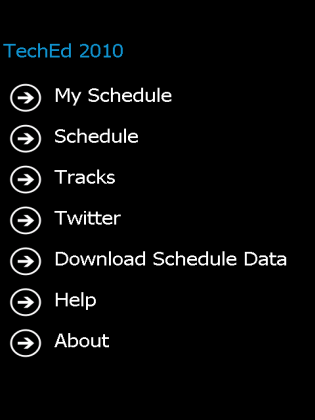 TechEd 2010
My Schedule
Schedule
Tracks
Twitter
Download Schedule Data
Help
About